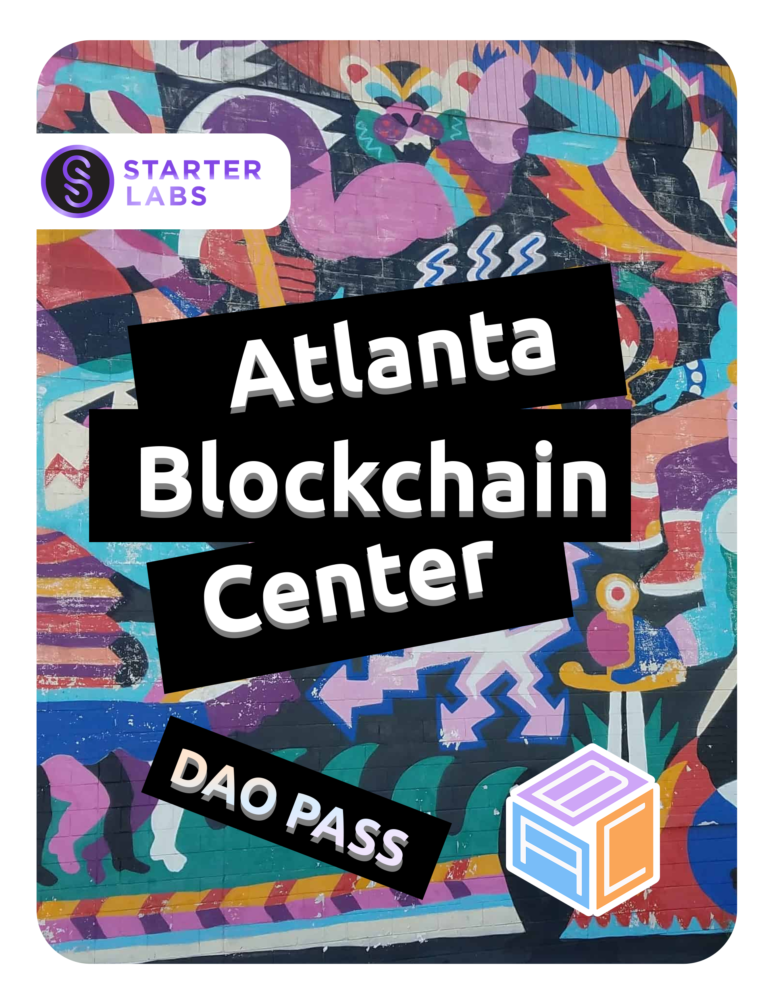 STARTER
LABS
Atlanta
Blockchain
Center
DAO PASS
B
A C